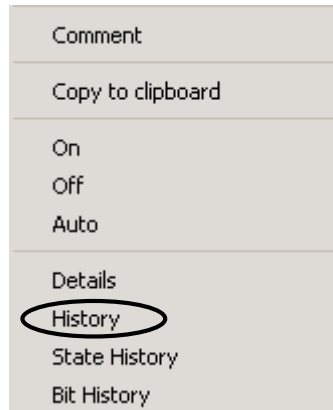 Comment
Copy to clipboard
On
Off
Auto
Details
History
State History
Bit History